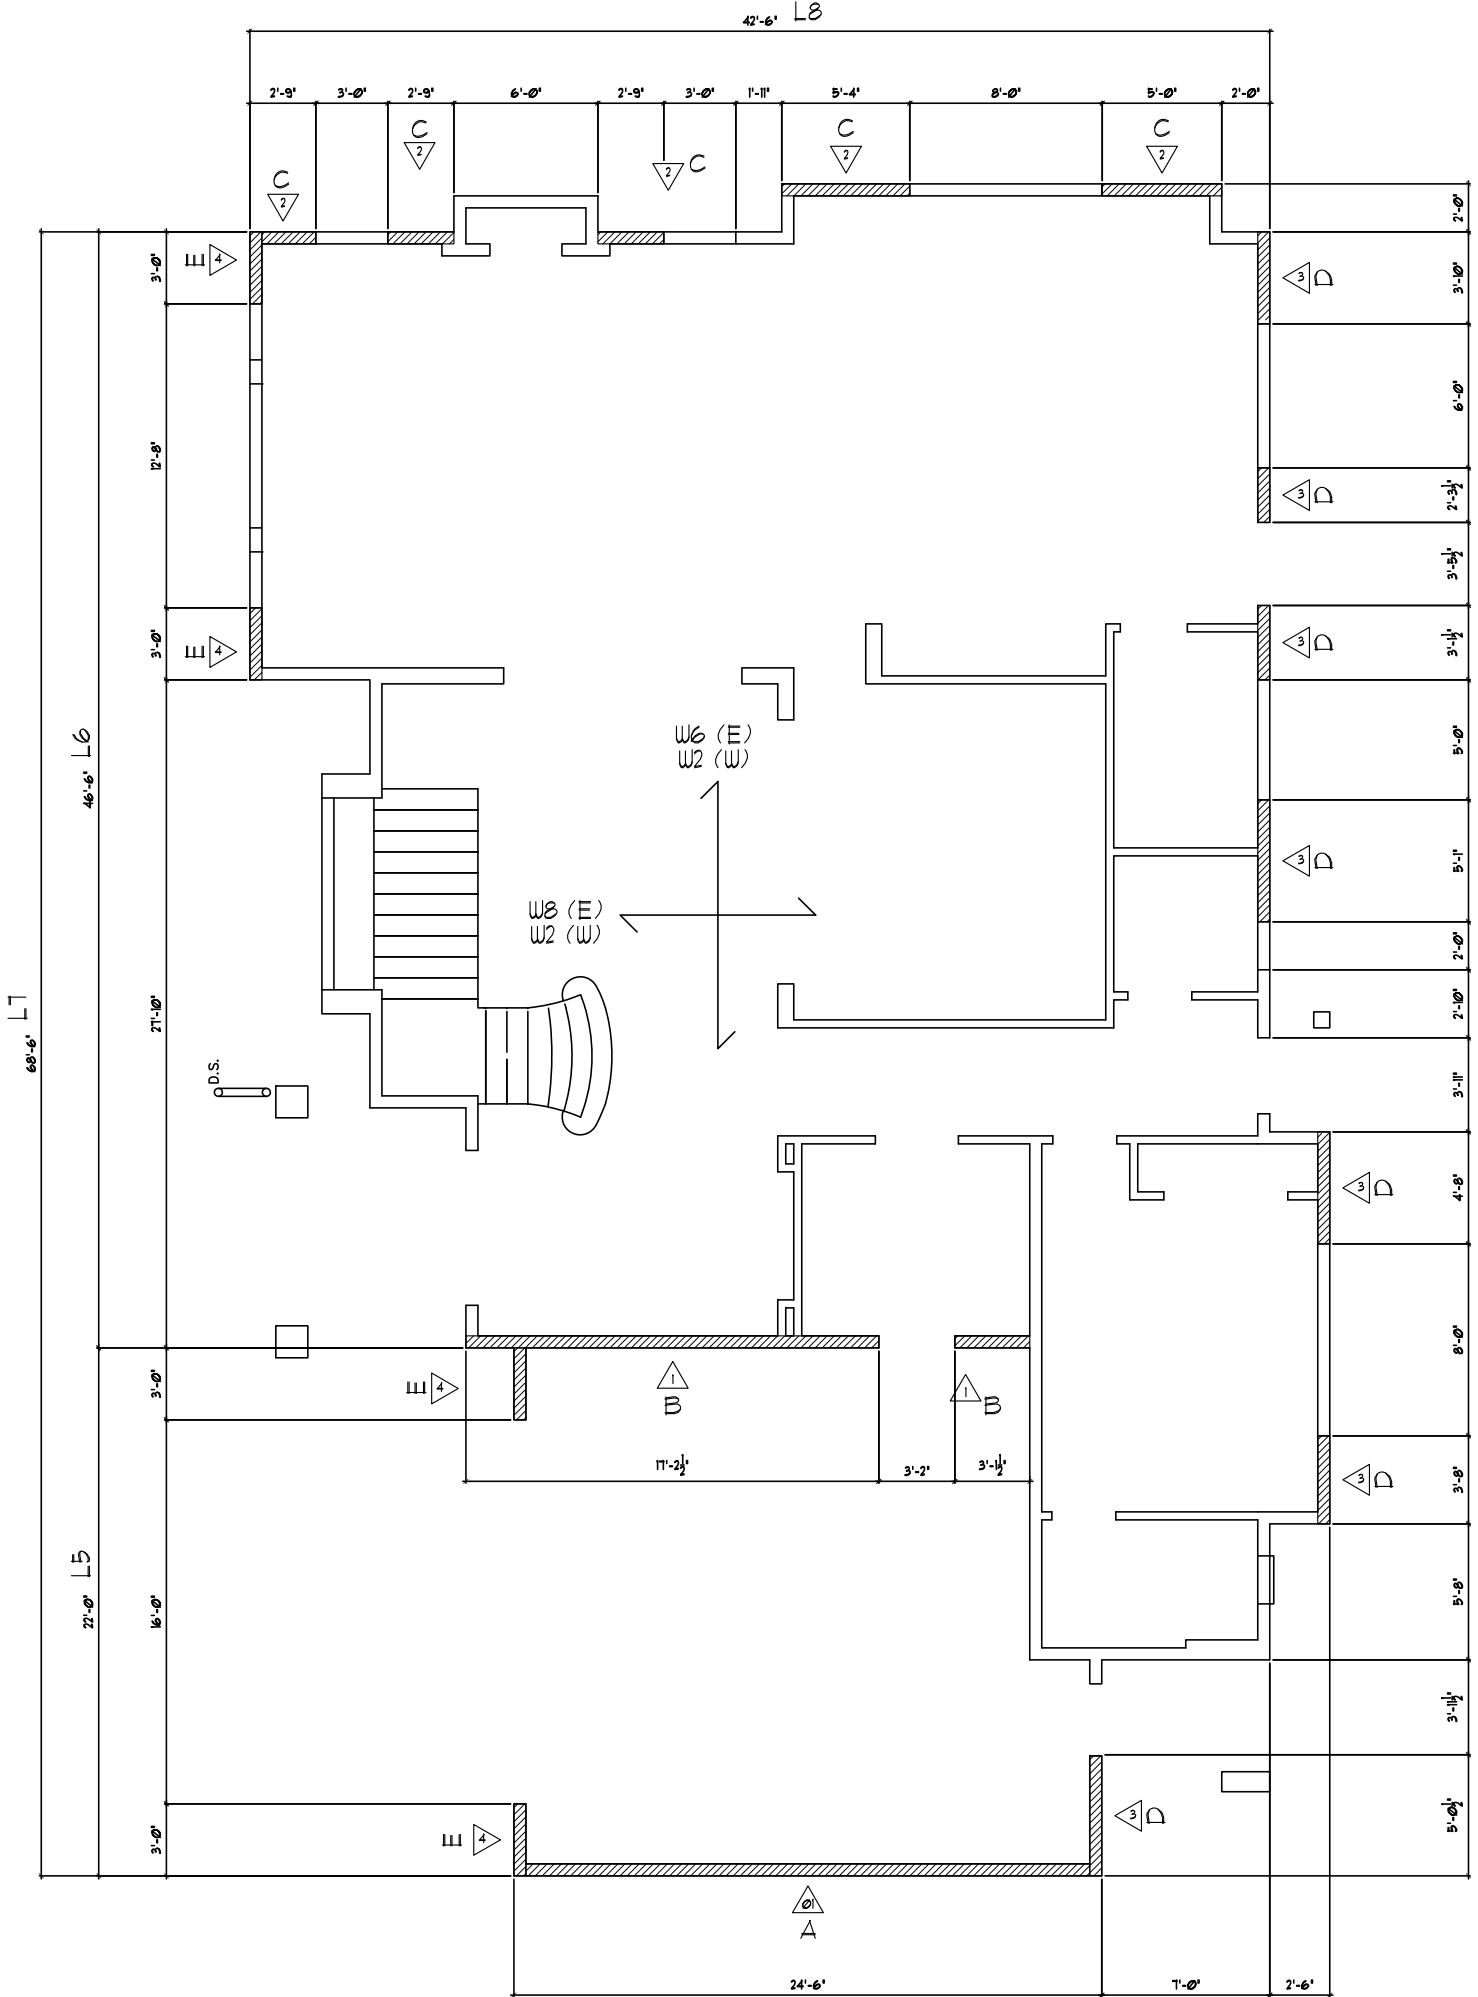 42'-6" L8
2'-9" 3'-0" 2'-9" 6'-0" 2'-9" 3'-0" 1'-11" 5'-4" 8'-0" 5'-0" 2'-0"
C 2
C 2
2 C
C 2
C 2
2'-0"
3'-0"
E 4
3 D
3'-10"
12'-8"
6'-0"
3 D
2'-3½"
3'-5½"
3'-0"
E 4
3 D
3'-1½"
L6
46'-6"
W6 (E)
W2 (W)
5'-0"
3 D
5'-1"
W8 (E)
W2 (W)
2'-0"
L7
68'-6"
27'-10"
2'-10"
D.S.
3'-11"
3 D
4'-8"
8'-0"
3'-0"
E 4
1
B
1
B
17'-2½" 3'-2" 3'-1½"
3 D
3'-8"
L5
22'-0"
16'-0"
5'-8"
3'-11½"
3'-0"
E 4
3 D
5'-0½"
01
A
24'-6" 7'-0" 2'-6"